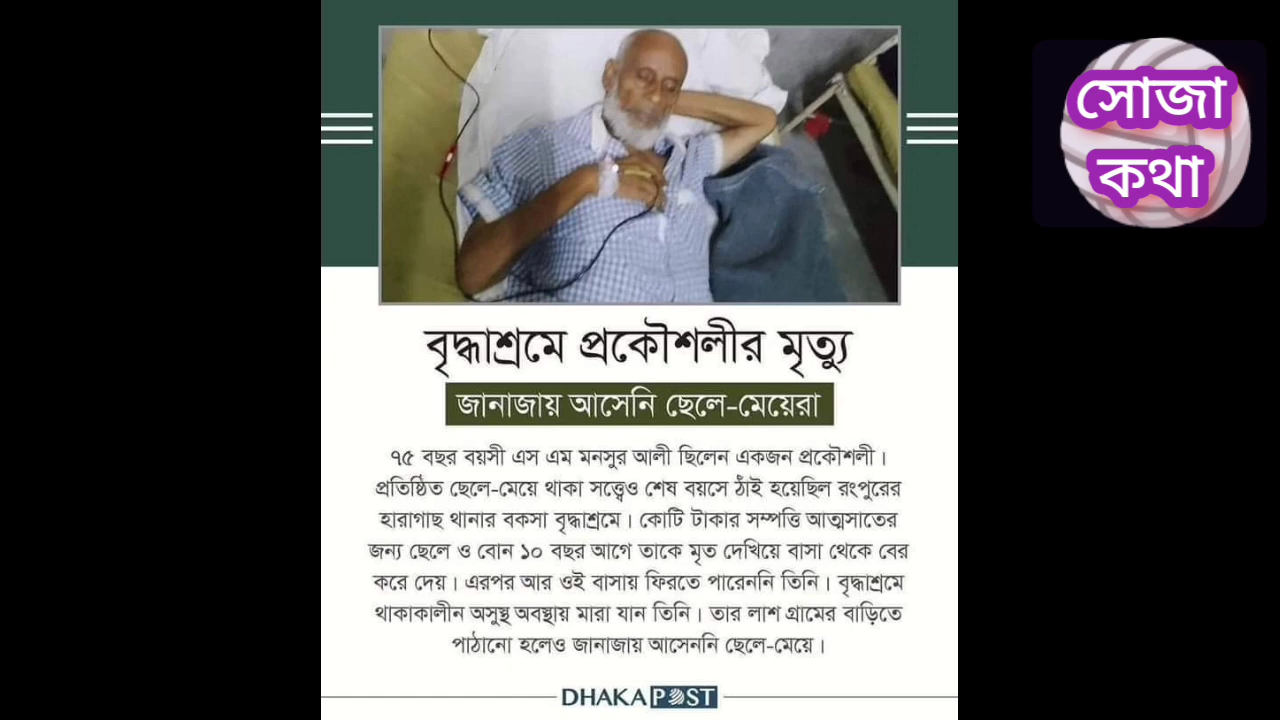 সোজা
কথা
বৃদ্ধাশ্রমে প্রকৌশলীর মৃত্যু
জানাজায় আসেনি ছেলে-মেয়েরা
৭৫ বছর বয়সী এস এম মনসুর আলী ছিলেন একজন প্রকৌশলী।
প্রতিষ্ঠিত ছেলে-মেয়ে থাকা সত্ত্বেও শেষ বয়সে ঠাঁই হয়েছিল রংপুরের
হারাগাছ থানার বকসা বৃদ্ধাশ্রমে। কোটি টাকার সম্পত্তি আত্মসাতের
জন্য ছেলে ও বোন ১০ বছর আগে তাকে মৃত দেখিয়ে বাসা থেকে বের
করে দেয়। এরপর আর ওই বাসায় ফিরতে পারেননি তিনি। বৃদ্ধাশ্রমে
থাকাকালীন অসুস্থ অবস্থায় মারা যান তিনি। তার লাশ গ্রামের বাড়িতে
পাঠানো হলেও জানাজায় আসেননি ছেলে-মেয়ে।
DHAKA POST